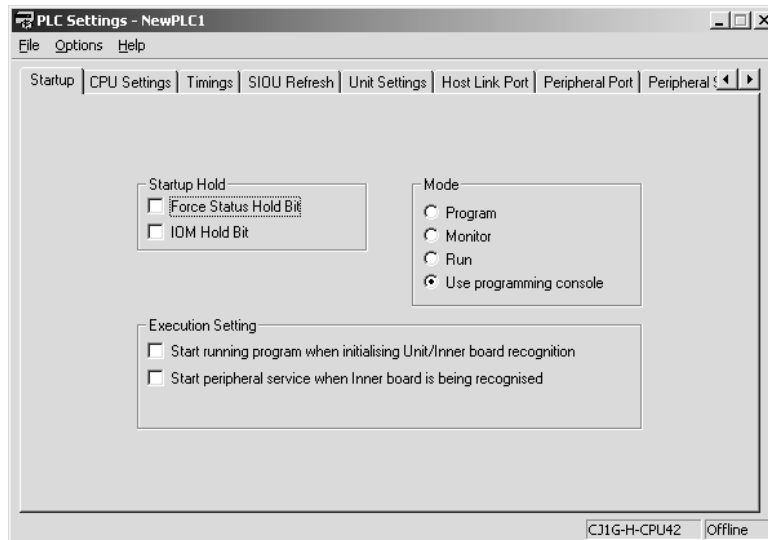 PLC Settings - NewPLC1
File Options Help
Startup CPU Settings Timings SIOU Refresh Unit Settings Host Link Port Peripheral Port Peripheral
Startup Hold
Force Status Hold Bit
IOM Hold Bit
Mode
Program
Monitor
Run
Use programming console
Execution Setting
Start running program when initialising Unit/Inner board recognition
Start peripheral service when Inner board is being recognised
CJ1G-H-CPU42 Offline